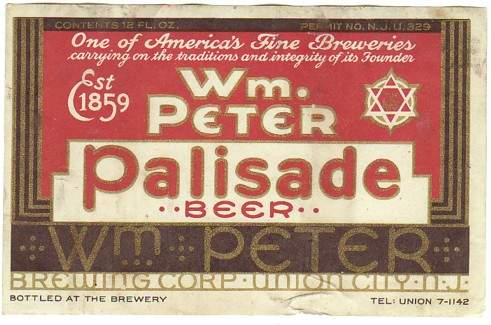 CONTENTS 12 FL. OZ. PERMIT NO. N.J.U.329
One of America's Fine Breweries
carrying on the traditions and integrity of its Founder
Est 1859
Wm.
PETER
Palisade
··BEER··
Wm PETER
BREWING CORP · UNION CITY · N.J.
BOTTLED AT THE BREWERY TEL: UNION 7-1142